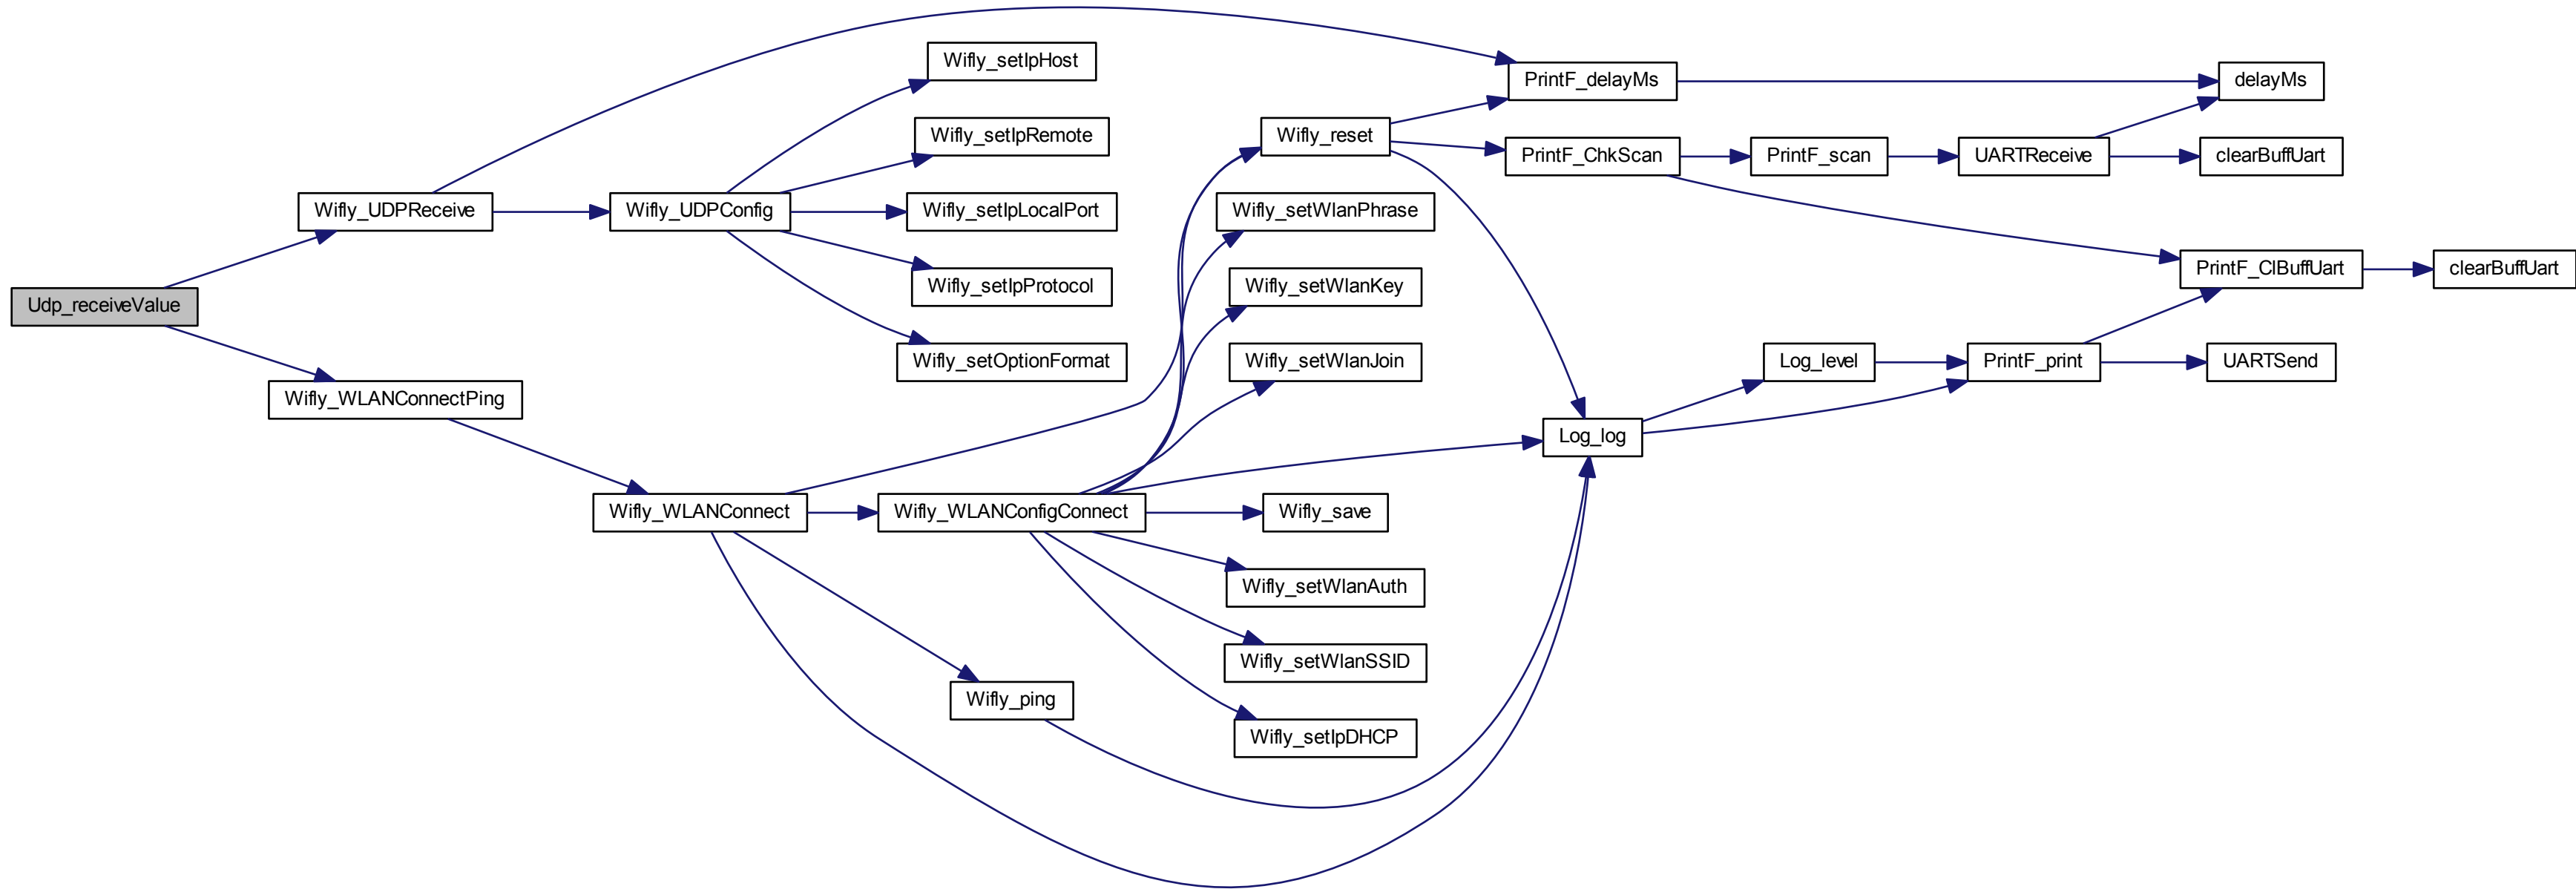 Udp_receiveValue
Wifly_UDPReceive
Wifly_WLANConnectPing
Wifly_UDPConfig
Wifly_WLANConnect
Wifly_setIpHost
Wifly_setIpRemote
Wifly_setIpLocalPort
Wifly_setIpProtocol
Wifly_setOptionFormat
Wifly_WLANConfigConnect
Wifly_ping
Wifly_reset
Wifly_setWlanPhrase
Wifly_setWlanKey
Wifly_setWlanJoin
Wifly_save
Wifly_setWlanAuth
Wifly_setWlanSSID
Wifly_setIpDHCP
PrintF_delayMs
PrintF_ChkScan
Log_log
PrintF_scan
Log_level
UARTReceive
PrintF_print
delayMs
clearBuffUart
PrintF_ClBuffUart
UARTSend
clearBuffUart